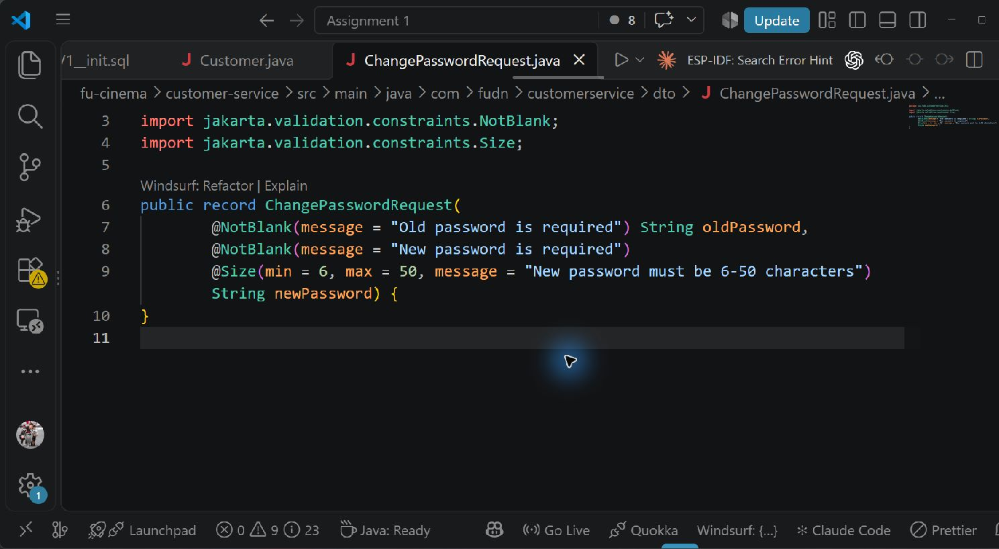 Assignment 1
8
Update
/1__init.sql
Customer.java
ChangePasswordRequest.java
ESP-IDF: Search Error Hint
fu-cinema > customer-service > src > main > java > com > fudn > customerservice > dto > ChangePasswordRequest.java > ...
3 import jakarta.validation.constraints.NotBlank;
4 import jakarta.validation.constraints.Size;
5
Windsurf: Refactor | Explain
6 public record ChangePasswordRequest(
7 @NotBlank(message = "Old password is required") String oldPassword,
8 @NotBlank(message = "New password is required")
9 @Size(min = 6, max = 50, message = "New password must be 6-50 characters")
String newPassword) {
10 }
11
1
Launchpad
0 9 23
Java: Ready
Go Live
Quokka
Windsurf: {...}
Claude Code
Prettier